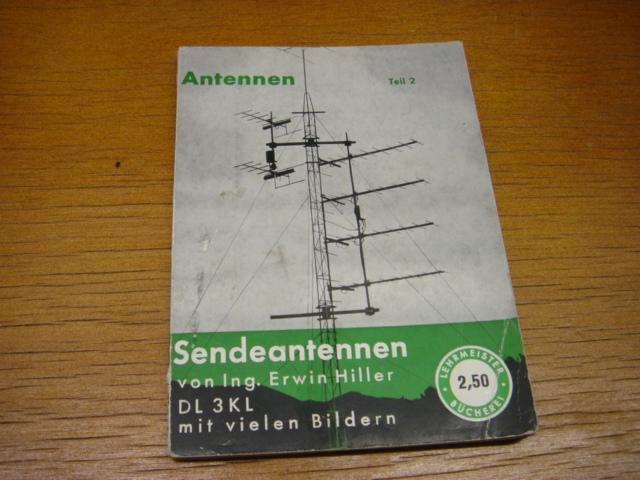 Antennen
Teil 2
Sendeantennen
von Ing. Erwin Hiller
DL 3KL
mit vielen Bildern
LEHRMEISTER
2,50
BÜCHEREI